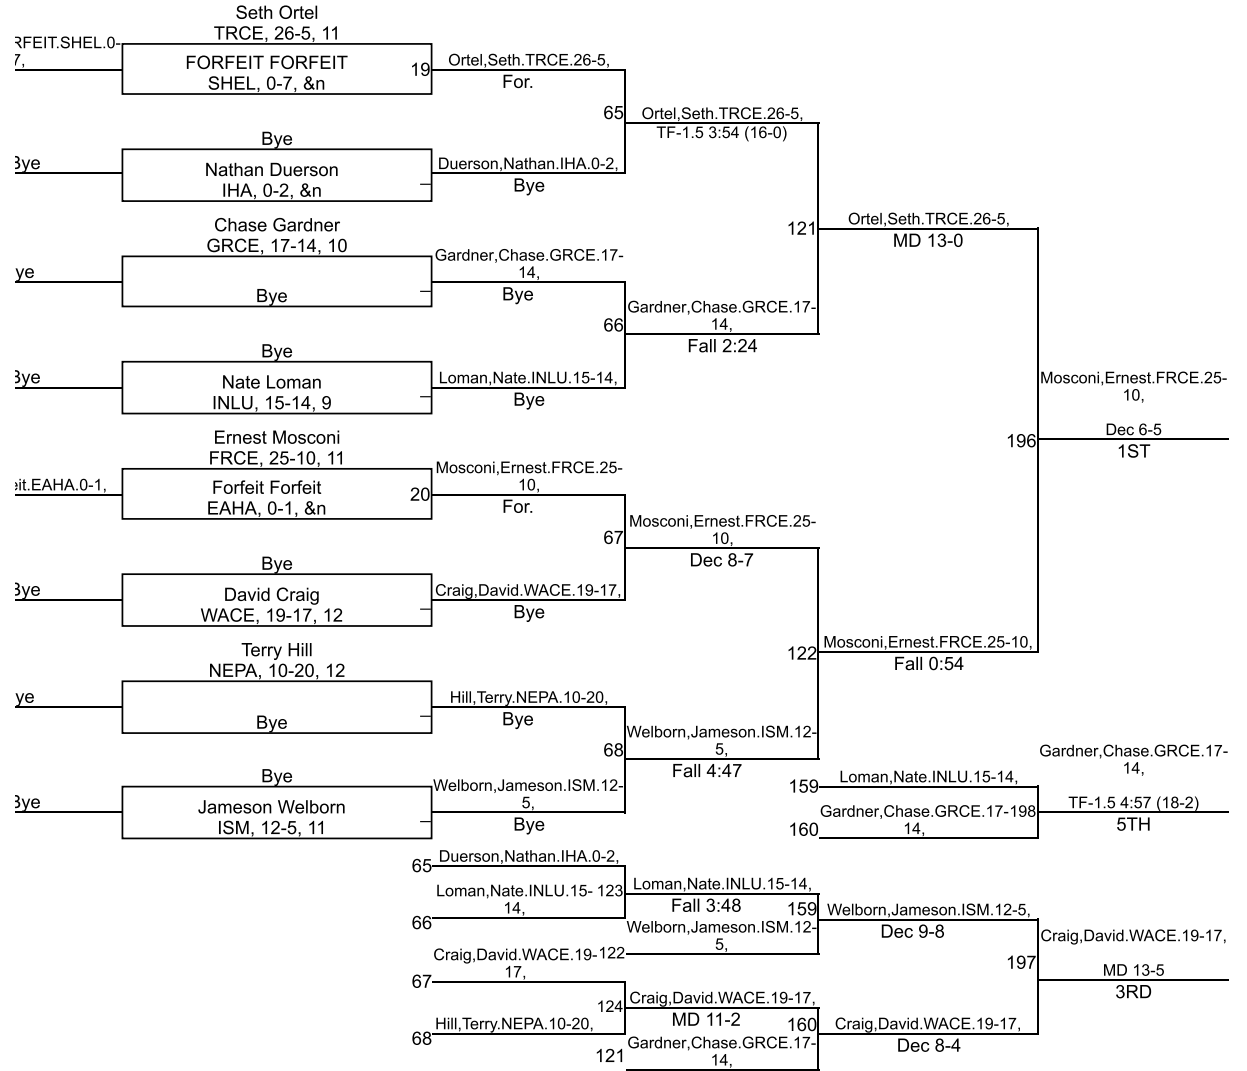 Seth Ortel
TRCE, 26-5, 11
RFEIT.SHEL.0-
7,
FORFEIT FORFEIT
SHEL, 0-7, &n
19
Ortel,Seth.TRCE.26-5,
For.
65
Ortel,Seth.TRCE.26-5,
TF-1.5 3:54 (16-0)
Bye
Bye
Nathan Duerson
IHA, 0-2, &n
_
Duerson,Nathan.IHA.0-2,
Bye
Chase Gardner
GRCE, 17-14, 10
121
Ortel,Seth.TRCE.26-5,
MD 13-0
ye
Bye
_
Gardner,Chase.GRCE.17-
14,
Bye
66
Gardner,Chase.GRCE.17-
14,
Fall 2:24
Bye
Bye
Nate Loman
INLU, 15-14, 9
_
Loman,Nate.INLU.15-14,
Bye
Mosconi,Ernest.FRCE.25-
10,
196
Dec 6-5
1ST
Ernest Mosconi
FRCE, 25-10, 11
eit.EAHA.0-1,
Forfeit Forfeit
EAHA, 0-1, &n
20
Mosconi,Ernest.FRCE.25-
10,
For.
67
Mosconi,Ernest.FRCE.25-
10,
Dec 8-7
Bye
Bye
David Craig
WACE, 19-17, 12
_
Craig,David.WACE.19-17,
Bye
Terry Hill
NEPA, 10-20, 12
122
Mosconi,Ernest.FRCE.25-10,
Fall 0:54
ye
Bye
_
Hill,Terry.NEPA.10-20,
Bye
68
Welborn,Jameson.ISM.12-
5,
Fall 4:47
Bye
Bye
Jameson Welborn
ISM, 12-5, 11
_
Welborn,Jameson.ISM.12-
5,
Bye
159
Loman,Nate.INLU.15-14,
160
Gardner,Chase.GRCE.17-
14,
198
Gardner,Chase.GRCE.17-
14,
TF-1.5 4:57 (18-2)
5TH
65
Duerson,Nathan.IHA.0-2,
66
Loman,Nate.INLU.15-
14,
123
Loman,Nate.INLU.15-14,
Fall 3:48
122
Welborn,Jameson.ISM.12-
5,
159
Welborn,Jameson.ISM.12-5,
Dec 9-8
67
Craig,David.WACE.19-
17,
68
Hill,Terry.NEPA.10-20,
124
Craig,David.WACE.19-17,
MD 11-2
121
Gardner,Chase.GRCE.17-
14,
160
Craig,David.WACE.19-17,
Dec 8-4
197
Craig,David.WACE.19-17,
MD 13-5
3RD